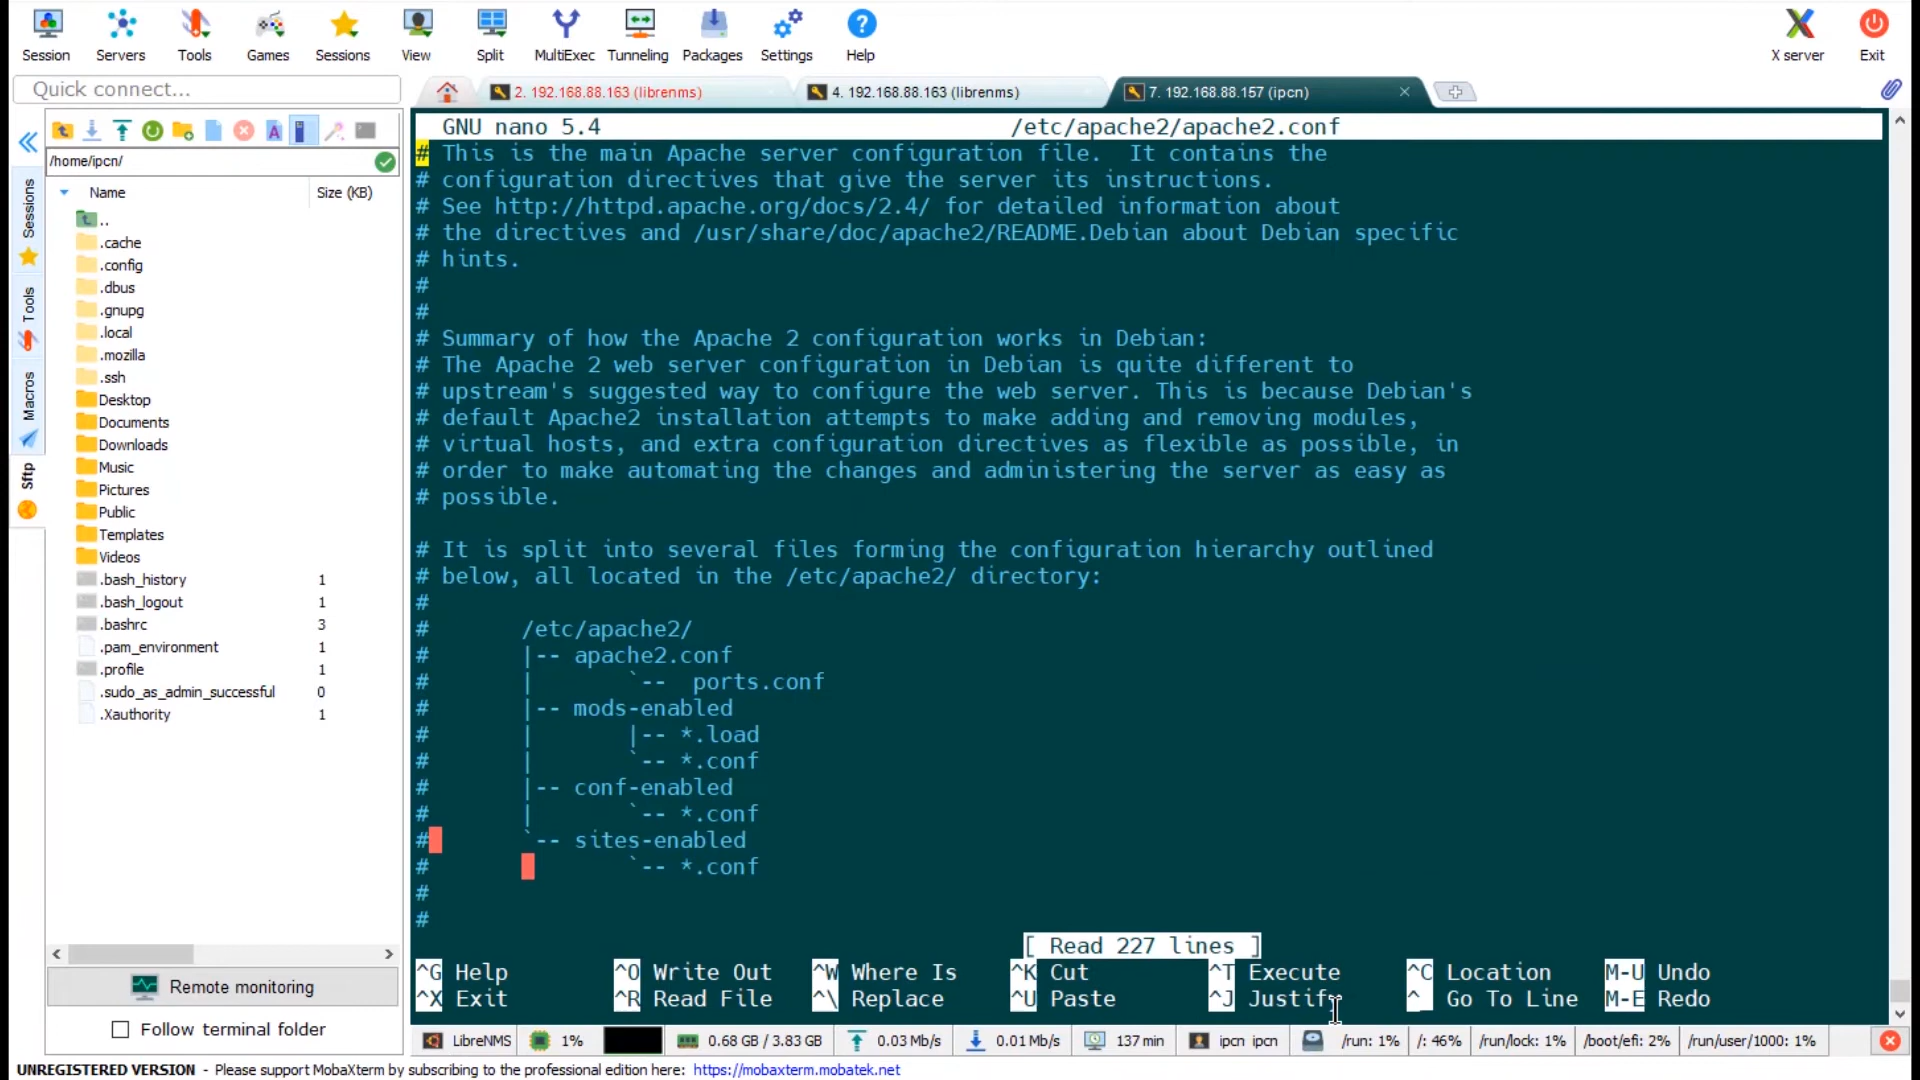 Session Servers Tools Games Sessions View Split MultiExec Tunneling Packages Settings Help X server Exit
Quick connect...
2. 192.168.88.163 (librenms) 4. 192.168.88.163 (librenms) 7. 192.168.88.157 (ipcn)
/home/ipcn/
Name Size (KB)
..
.cache
.config
.dbus
.gnupg
.local
.mozilla
.ssh
Desktop
Documents
Downloads
Music
Pictures
Public
Templates
Videos
.bash_history 1
.bash_logout 1
.bashrc 3
.pam_environment 1
.profile 1
.sudo_as_admin_successful 0
.Xauthority 1
Sessions
Tools
Macros
Sftp
Remote monitoring
Follow terminal folder
GNU nano 5.4 /etc/apache2/apache2.conf
# This is the main Apache server configuration file.  It contains the
# configuration directives that give the server its instructions.
# See http://httpd.apache.org/docs/2.4/ for detailed information about
# the directives and /usr/share/doc/apache2/README.Debian about Debian specific
# hints.
#
#
# Summary of how the Apache 2 configuration works in Debian:
# The Apache 2 web server configuration in Debian is quite different to
# upstream's suggested way to configure the web server. This is because Debian's
# default Apache2 installation attempts to make adding and removing modules,
# virtual hosts, and extra configuration directives as flexible as possible, in
# order to make automating the changes and administering the server as easy as
# possible.
# It is split into several files forming the configuration hierarchy outlined
# below, all located in the /etc/apache2/ directory:
#
#       /etc/apache2/
#       |-- apache2.conf
#       |       `--  ports.conf
#       |-- mods-enabled
#       |       |-- *.load
#       |       `-- *.conf
#       |-- conf-enabled
#       |       `-- *.conf
#       `-- sites-enabled
#               `-- *.conf
#
#
[ Read 227 lines ]
^G Help ^O Write Out ^W Where Is ^K Cut ^T Execute ^C Location M-U Undo
^X Exit ^R Read File ^\ Replace ^U Paste ^J Justify ^_ Go To Line M-E Redo
LibreNMS 1% 0.68 GB / 3.83 GB 0.03 Mb/s 0.01 Mb/s 137 min ipcn ipcn /run: 1% /: 46% /run/lock: 1% /boot/efi: 2% /run/user/1000: 1%
UNREGISTERED VERSION - Please support MobaXterm by subscribing to the professional edition here: https://mobaxterm.mobatek.net